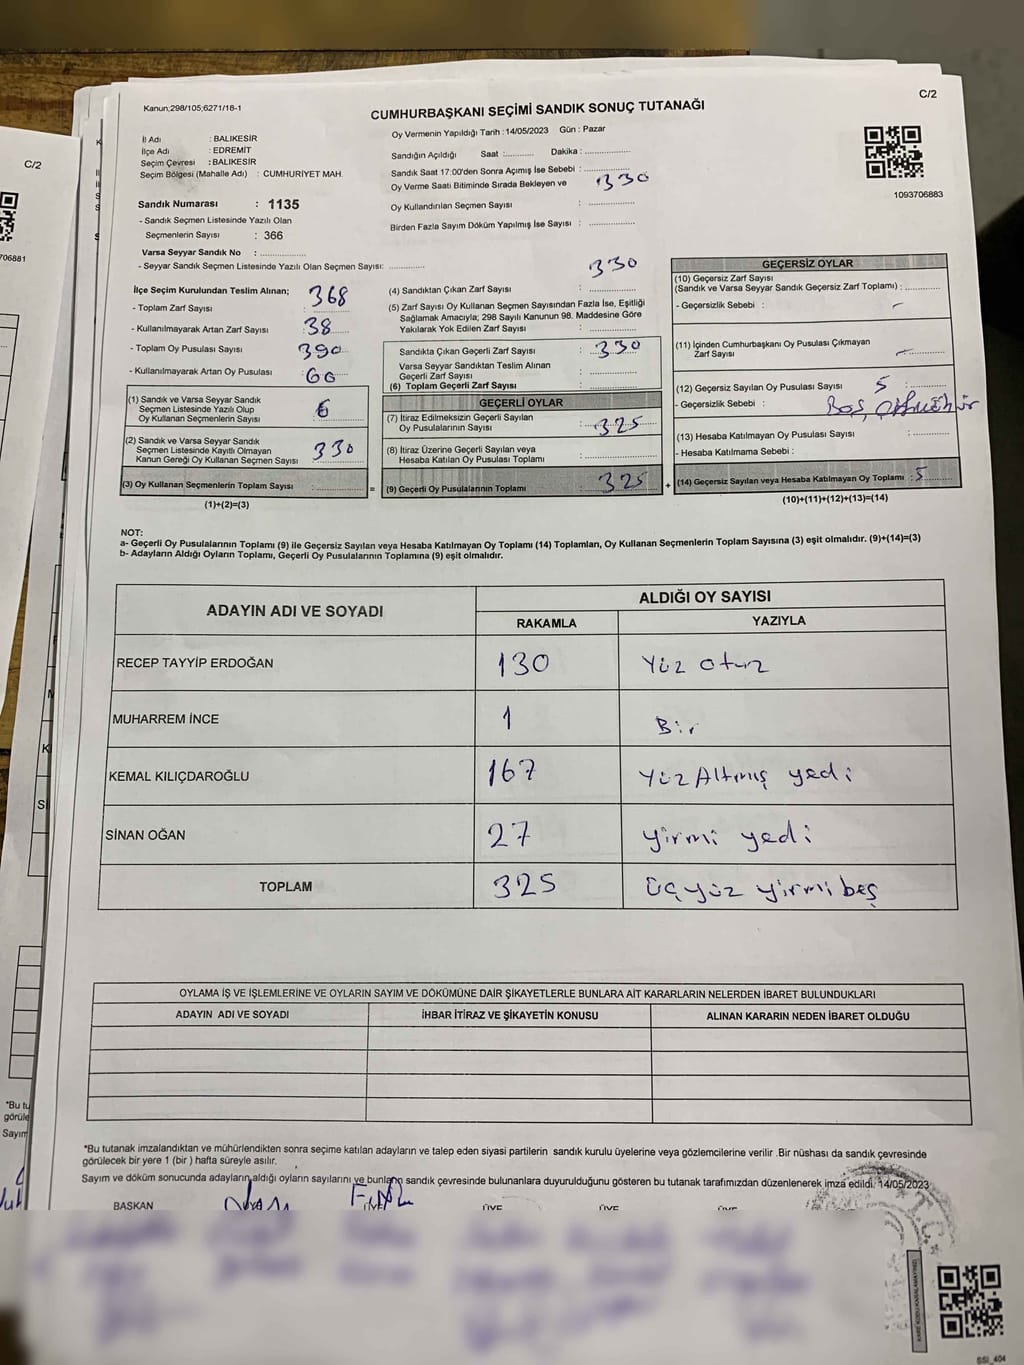 C/2
Kanun;298/105;6271/16-1
CUMHURBAŞKANI SEÇİMİ SANDIK SONUÇ TUTANAĞI
C/2
İl Adı : BALIKESİR
İlçe Adı : EDREMİT
Seçim Çevresi : BALIKESİR
Seçim Bölgesi (Mahalle Adı) : CUMHURİYET MAH.
Oy Vermenin Yapıldığı Tarih : 14/05/2023 Gün : Pazar
Sandığın Açıldığı Saat :.......... Dakika : ................
Sandık Saat 17:00'den Sonra Açımış İse Sebebi : ................
Oy Verme Saati Bitiminde Sırada Bekleyen ve 330
Oy Kullandırılan Seçmen Sayısı : ................
Birden Fazla Sayım Döküm Yapılmış İse Sayısı : ................
1093706883
Sandık Numarası : 1135
- Sandık Seçmen Listesinde Yazılı Olan
Seçmenlerin Sayısı : 366
Varsa Seyyar Sandık No : ................
- Seyyar Sandık Seçmen Listesinde Yazılı Olan Seçmen Sayısı: ............
İlçe Seçim Kurulundan Teslim Alınan;
- Toplam Zarf Sayısı : 368
- Kullanılmayarak Artan Zarf Sayısı : 38
- Toplam Oy Pusulası Sayısı : 390
- Kullanılmayarak Artan Oy Pusulası : 60
(1) Sandık ve Varsa Seyyar Sandık
Seçmen Listesinde Yazılı Olup
Oy Kullanan Seçmenlerin Sayısı : 6
(2) Sandık ve Varsa Seyyar Sandık
Seçmen Listesinde Kayıtlı Olmayan
Kanun Gereği Oy Kullanan Seçmen Sayısı : 330
(3) Oy Kullanan Seçmenlerin Toplam Sayısı : ............ =
(1)+(2)=(3)
330
(4) Sandıktan Çıkan Zarf Sayısı : ................
(5) Zarf Sayısı Oy Kullanan Seçmen Sayısından Fazla İse, Eşitliği
Sağlamak Amacıyla; 298 Sayılı Kanunun 98. Maddesine Göre
Yakılarak Yok Edilen Zarf Sayısı : ................
Sandıkta Çıkan Geçerli Zarf Sayısı : 330
Varsa Seyyar Sandıktan Teslim Alınan
Geçerli Zarf Sayısı : ................
(6) Toplam Geçerli Zarf Sayısı : ................
GEÇERLİ OYLAR
(7) İtiraz Edilmeksizin Geçerli Sayılan
Oy Pusulalarının Sayısı : 325
(8) İtiraz Üzerine Geçerli Sayılan veya
Hesaba Katılan Oy Pusulası Toplamı : ................
(9) Geçerli Oy Pusulalarının Toplamı 325 +
GEÇERSİZ OYLAR
(10) Geçersiz Zarf Sayısı
(Sandık ve Varsa Seyyar Sandık Geçersiz Zarf Toplamı) : ..........
- Geçersizlik Sebebi : -
(11) İçinden Cumhurbaşkanı Oy Pusulası Çıkmayan
Zarf Sayısı - ..........
(12) Geçersiz Sayılan Oy Pusulası Sayısı 5 : ..........
- Geçersizlik Sebebi : Boş,
(13) Hesaba Katılmayan Oy Pusulası Sayısı : ..........
- Hesaba Katılmama Sebebi :
(14) Geçersiz Sayılan veya Hesaba Katılmayan Oy Toplamı : 5
(10)+(11)+(12)+(13)=(14)
NOT:
a- Geçerli Oy Pusulalarının Toplamı (9) ile Geçersiz Sayılan veya Hesaba Katılmayan Oy Toplamı (14) Toplamları, Oy Kullanan Seçmenlerin Toplam Sayısına (3) eşit olmalıdır. (9)+(14)=(3)
b- Adayların Aldığı Oyların Toplamı, Geçerli Oy Pusulalarının Toplamına (9) eşit olmalıdır.
ADAYIN ADI VE SOYADI
ALDIĞI OY SAYISI
RAKAMLA YAZIYLA
RECEP TAYYİP ERDOĞAN 130 Yüz otuz
MUHARREM İNCE 1 Bir
KEMAL KILIÇDAROĞLU 167 Yüz Altmış yedi
SİNAN OĞAN 27 yirmi yedi
TOPLAM 325 üçyüz yirmi beş
OYLAMA İŞ VE İŞLEMLERİNE VE OYLARIN SAYIM VE DÖKÜMÜNE DAİR ŞİKAYETLERLE BUNLARA AİT KARARLARIN NELERDEN İBARET BULUNDUKLARI
ADAYIN ADI VE SOYADI İHBAR İTİRAZ VE ŞİKAYETİN KONUSU ALINAN KARARIN NEDEN İBARET OLDUĞU
*Bu tutanak imzalandıktan ve mühürlendikten sonra seçime katılan adayların ve talep eden siyasi partilerin sandık kurulu üyelerine veya gözlemcilerine verilir .Bir nüshası da sandık çevresinde
görülecek bir yere 1 (bir ) hafta süreyle asılır.
Sayım ve döküm sonucunda adayların aldığı oyların sayılarını ve bunların sandık çevresinde bulunanlara duyurulduğunu gösteren bu tutanak tarafımızdan düzenlenerek imza edildi. 14/05/2023
BAŞKAN ÜYE ÜYE ÜYE ÜYE
SSI_404